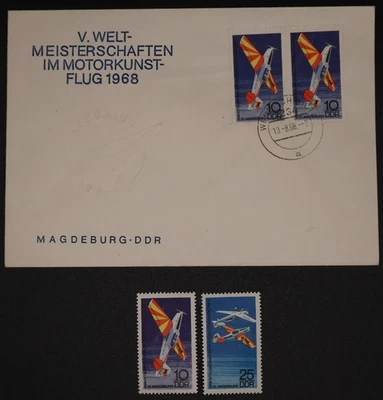 V. WELT-
MEISTERSCHAFTEN
IM MOTORKUNST-
FLUG 1968
10 DDR
10 DDR
a
MAGDEBURG-DDR
10 DDR
25 DDR